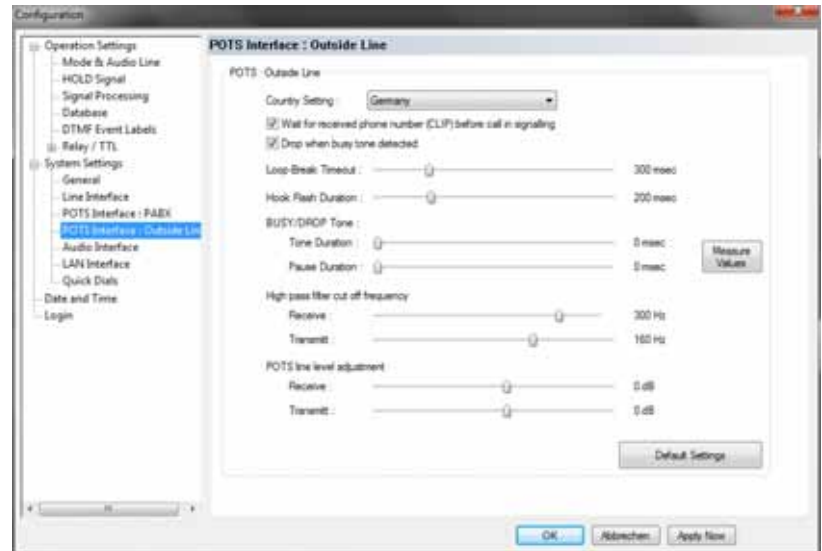 Configuration
Operation Settings
Mode & Audio Line
HOLD Signal
Signal Processing
Database
DTMF Event Labels
Relay / TTL
System Settings
General
Line Interface
POTS Interface : PABX
POTS Interface : Outside Lin
Audio Interface
LAN Interface
Quick Dials
Date and Time
Login
POTS Interface : Outside Line
POTS : Outside Line
Country Setting : Germany
Wait for received phone number (CLIP) before call in signalling
Drop when busy tone detected
Loop-Break Timeout : 300 msec
Hook Flash Duration : 200 msec
BUSY/DROP Tone :
Tone Duration : 0 msec
Pause Duration : 0 msec
Measure Values
High pass filter cut off frequency
Receive : 300 Hz
Transmitt : 160 Hz
POTS line level adjustment
Receive : 0 dB
Transmitt : 0 dB
Default Settings
OK Abbrechen Apply Now